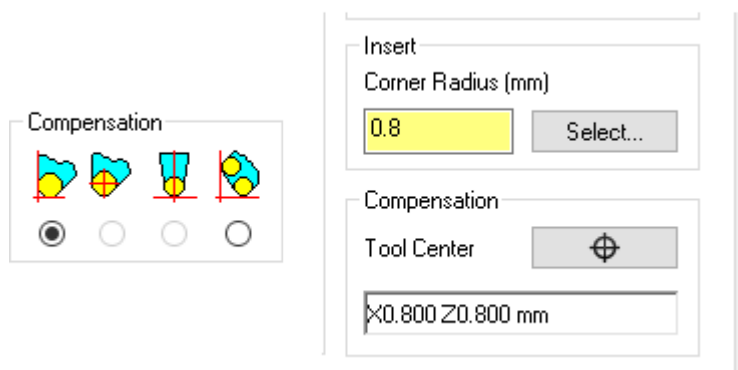 Compensation
Insert
Corner Radius (mm)
0.8
Select...
Compensation
Tool Center
X0.800 Z0.800 mm